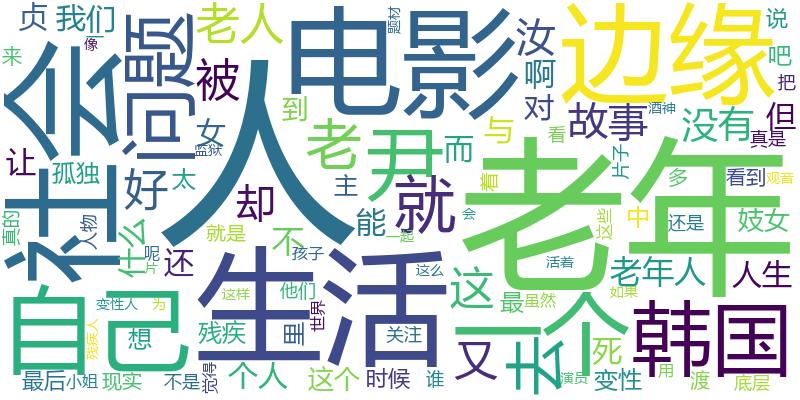 贞
我们
老人
电影
题材
边缘
说
像
汝
啊
吧
来
社会
问题
被
人
到
对
故事
酒神
把
没有
但
女
监狱
老
尹
而
与
看
真是
片子
让
孤独
太
好
却
主
能
就
着
老年
多
看到
观音
真的
人物
什么
呢
片
还
就是
不
一起
会
这些
中
还是
妓女
孩子
生活
这么
这
活着
老年人
人生
自己
变性人
为
这样
他们
最
虽然
一个
如果
韩国
残疾人
想
残疾
里
世界
关注
又
去
死
最后
小姐
现实
不是
觉得
个人
这个
时候
谁
演员
变性
用
渡
底层